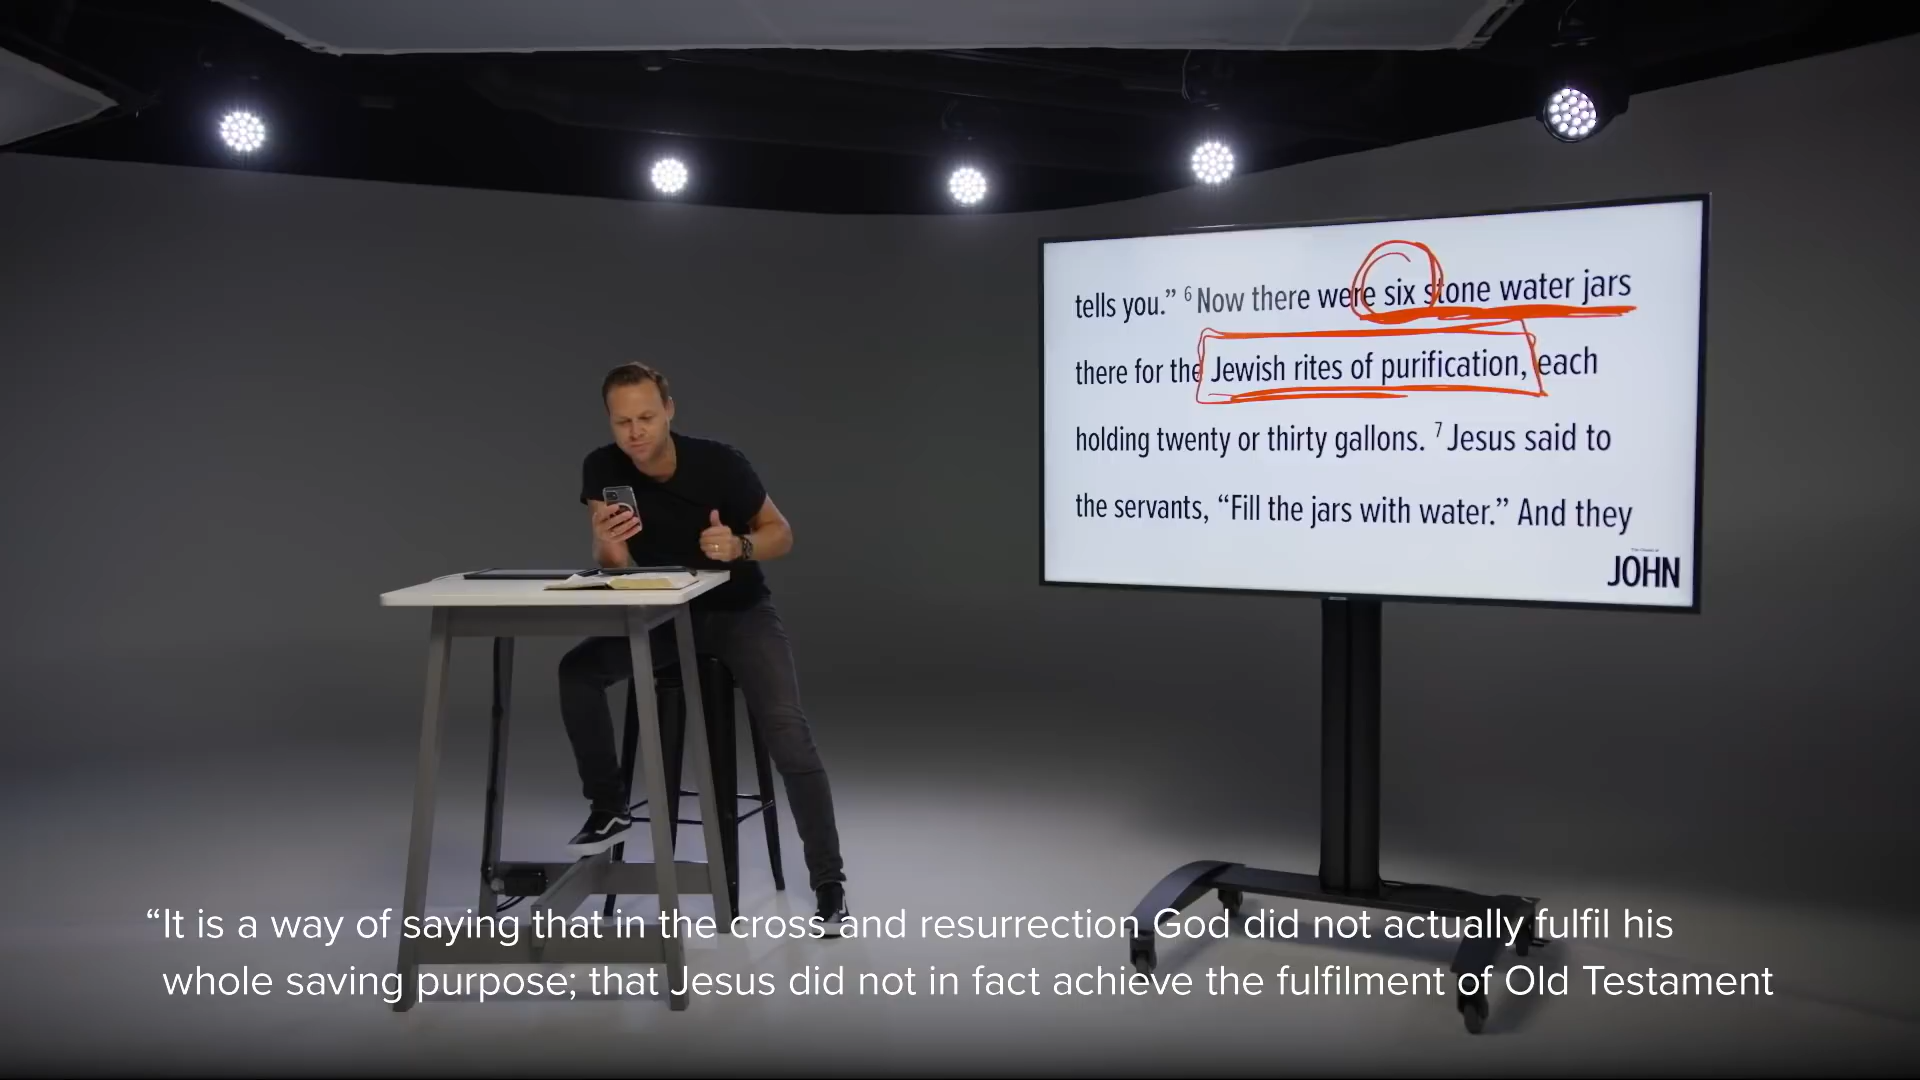 tells you.” 6 Now there were six stone water jars
there for the Jewish rites of purification, each
holding twenty or thirty gallons. 7 Jesus said to
the servants, “Fill the jars with water.” And they
JOHN
“It is a way of saying that in the cross and resurrection God did not actually fulfil his
whole saving purpose; that Jesus did not in fact achieve the fulfilment of Old Testament